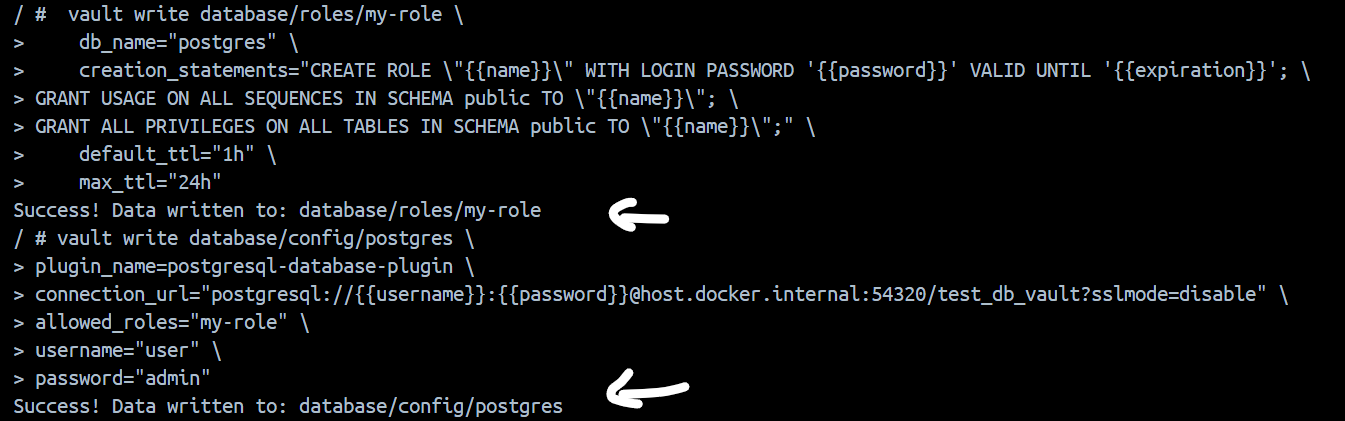 / #  vault write database/roles/my-role \
>     db_name="postgres" \
>     creation_statements="CREATE ROLE \"{{name}}\" WITH LOGIN PASSWORD '{{password}}' VALID UNTIL '{{expiration}}'; \
> GRANT USAGE ON ALL SEQUENCES IN SCHEMA public TO \"{{name}}\"; \
> GRANT ALL PRIVILEGES ON ALL TABLES IN SCHEMA public TO \"{{name}}\";" \
>     default_ttl="1h" \
>     max_ttl="24h"
Success! Data written to: database/roles/my-role
/ # vault write database/config/postgres \
> plugin_name=postgresql-database-plugin \
> connection_url="postgresql://{{username}}:{{password}}@host.docker.internal:54320/test_db_vault?sslmode=disable" \
> allowed_roles="my-role" \
> username="user" \
> password="admin"
Success! Data written to: database/config/postgres